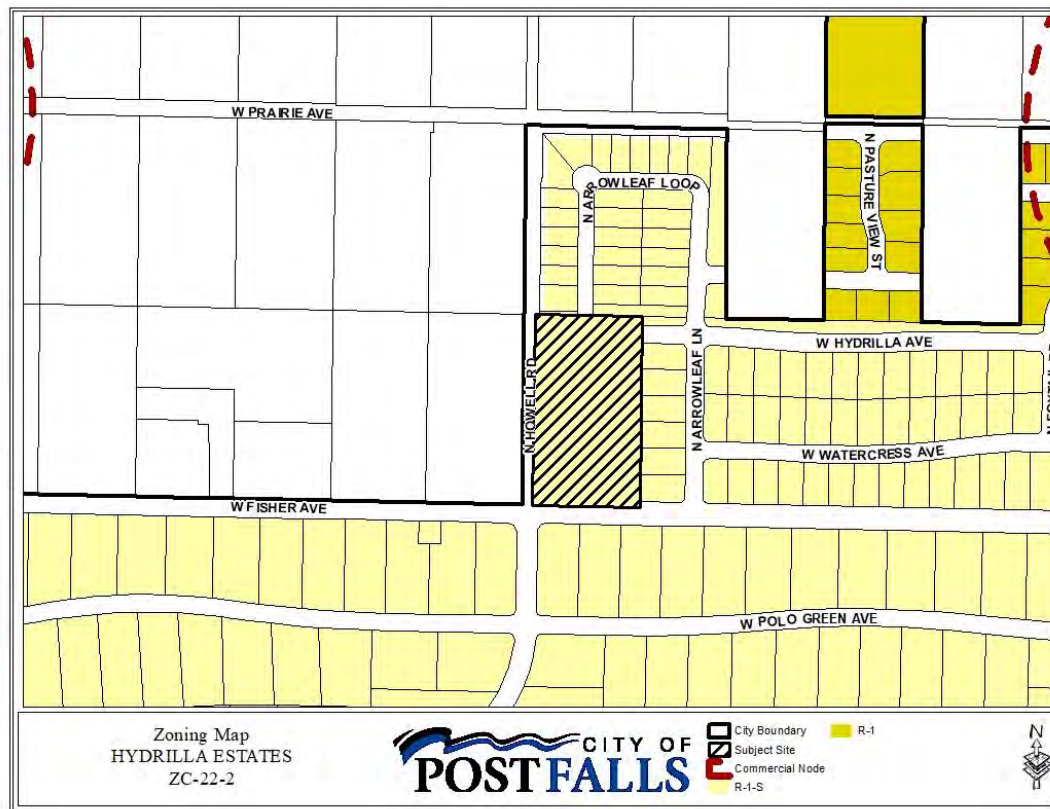 W PRAIRIE AVE
N PASTURE VIEW ST
N ARROWLEAF LOOP
W HYDRILLA AVE
N HOWELL RD
N ARROWLEAF LN
W WATERCRESS AVE
W FISHER AVE
W POLO GREEN AVE
Zoning Map
HYDRILLA ESTATES
ZC-22-2
CITY OF
POST FALLS
City Boundary
R-1
Subject Site
Commercial Node
R-1-S
N